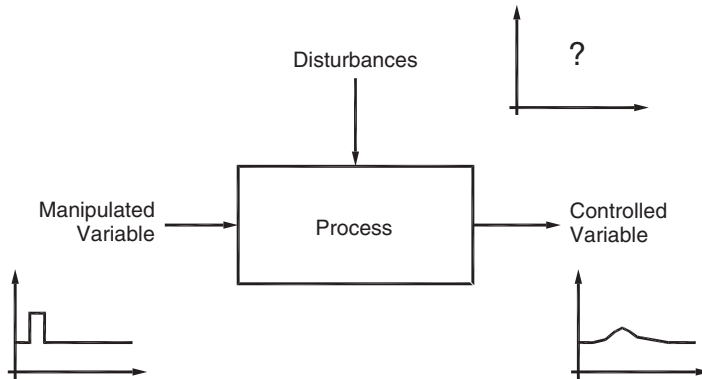 ?
Disturbances
Manipulated
Variable
Process
Controlled
Variable